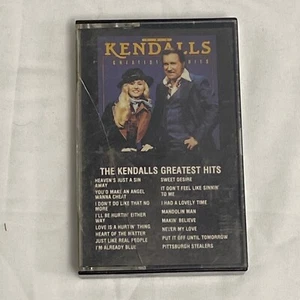 KENDALLS
GREATEST HITS
THE KENDALLS GREATEST HITS
HEAVEN'S JUST A SIN
AWAY
YOU'D MAKE AN ANGEL
WANNA CHEAT
I DON'T DO LIKE THAT NO
MORE
I'LL BE HURTIN' EITHER
WAY
LOVE IS A HURTIN' THING
HEART OF THE MATTER
JUST LIKE REAL PEOPLE
I'M ALREADY BLUE
SWEET DESIRE
IT DON'T FEEL LIKE SINNIN'
TO ME
I HAD A LOVELY TIME
MANDOLIN MAN
MAKIN' BELIEVE
NEVER MY LOVE
PUT IT OFF UNTIL TOMORROW
PITTSBURGH STEALERS